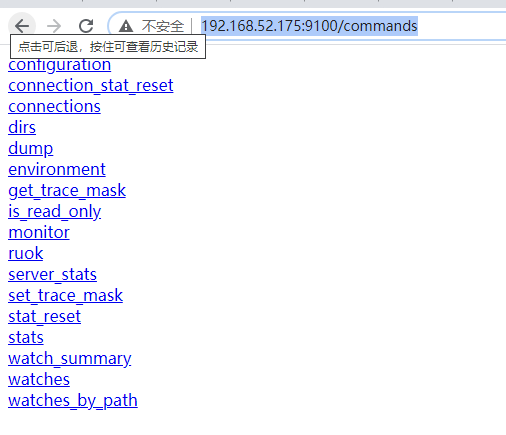 不安全 192.168.52.175:9100/commands
点击可后退，按住可查看历史记录
configuration
connection_stat_reset
connections
dirs
dump
environment
get_trace_mask
is_read_only
monitor
ruok
server_stats
set_trace_mask
stat_reset
stats
watch_summary
watches
watches_by_path